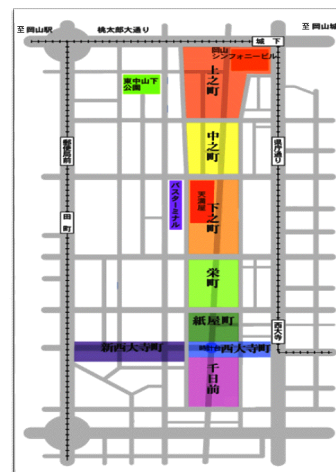 至 岡山駅
桃太郎大通り
至 岡山城
城下
岡山
シンフォニービル
上之町
東中山下
公園
中之町
郵便局前
県庁通り
バスターミナル
天満屋
下之町
田町
栄町
紙屋町
西大寺
新西大寺町
西大寺町
千日前